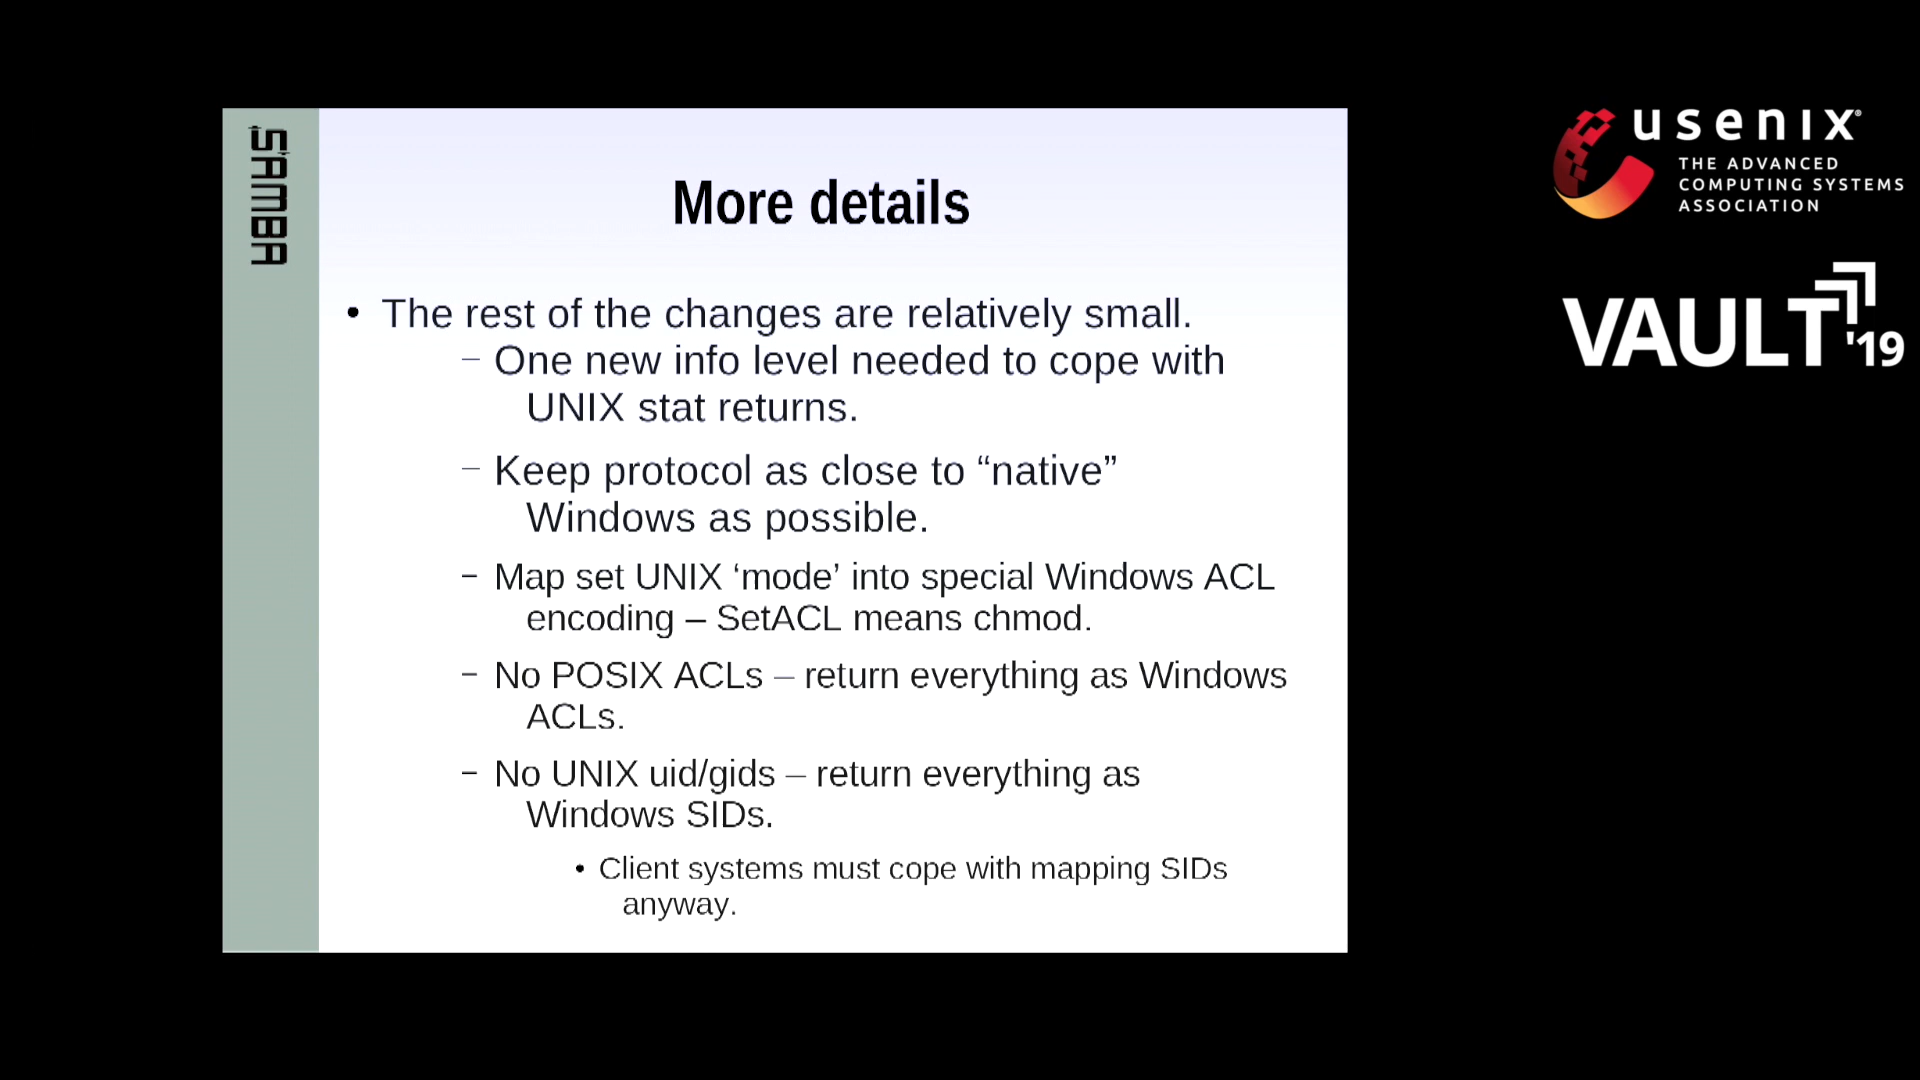 SAMBA
More details
• The rest of the changes are relatively small.
– One new info level needed to cope with
UNIX stat returns.
– Keep protocol as close to “native”
Windows as possible.
– Map set UNIX ‘mode’ into special Windows ACL
encoding – SetACL means chmod.
– No POSIX ACLs – return everything as Windows
ACLs.
– No UNIX uid/gids – return everything as
Windows SIDs.
• Client systems must cope with mapping SIDs
anyway.
usenix®
THE ADVANCED
COMPUTING SYSTEMS
ASSOCIATION
VAULT '19